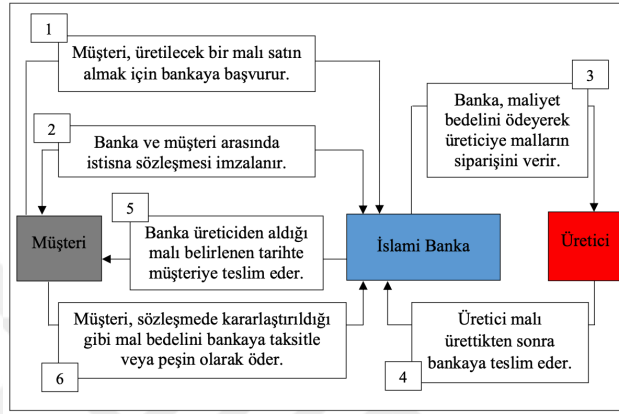 1
Müşteri, üretilecek bir malı satın
almak için bankaya başvurur.
2
Banka ve müşteri arasında
istisna sözleşmesi imzalanır.
3
Banka, maliyet
bedelini ödeyerek
üreticiye malların
siparişini verir.
Müşteri
5
Banka üreticiden aldığı
malı belirlenen tarihte
müşteriye teslim eder.
İslami Banka
Üretici
Müşteri, sözleşmede kararlaştırıldığı
gibi mal bedelini bankaya taksitle
veya peşin olarak öder.
6
Üretici malı
ürettikten sonra
bankaya teslim eder.
4